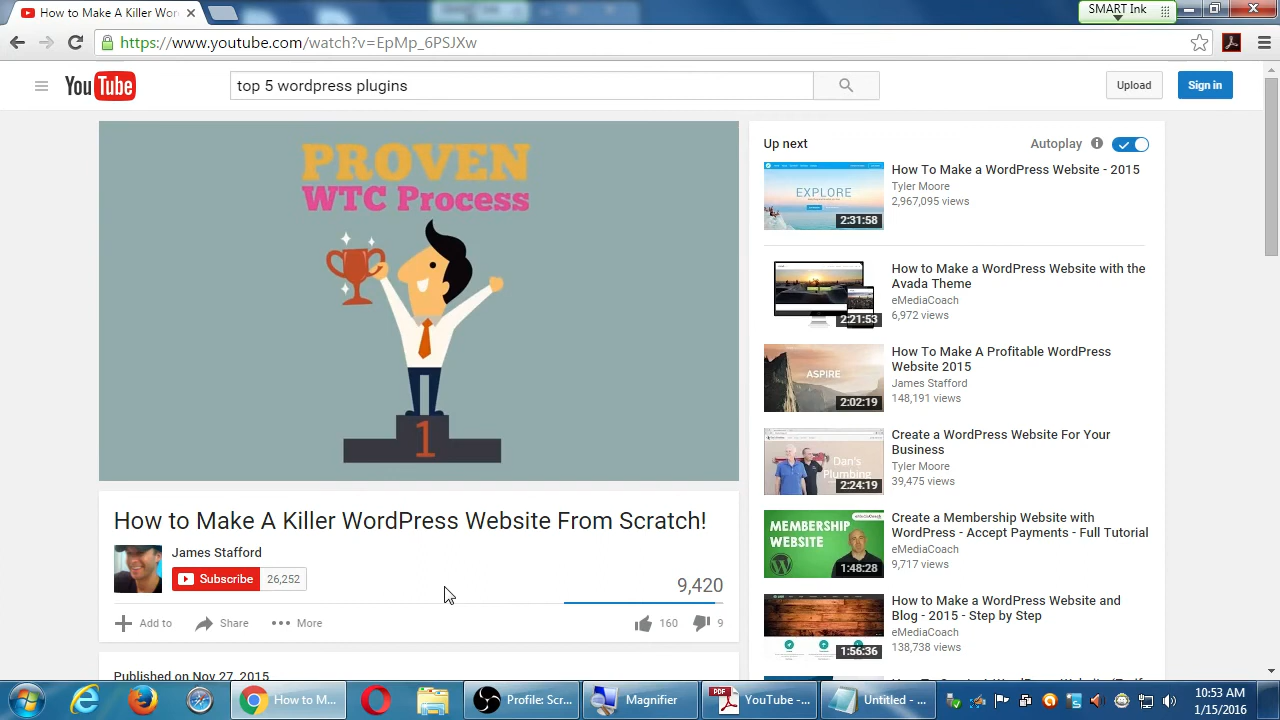 How to Make A Killer Wor
SMART Ink
https://www.youtube.com/watch?v=EpMp_6PSJXw
YouTube
top 5 wordpress plugins
Upload
Sign in
PROVEN
WTC Process
1
How to Make A Killer WordPress Website From Scratch!
James Stafford
Subscribe
26,252
9,420
Add to
Share
More
160
9
Published on Nov 27, 2015
Up next
Autoplay
EXPLORE
2:31:58
How To Make a WordPress Website - 2015
Tyler Moore
2,967,095 views
2:21:53
How to Make a WordPress Website with the
Avada Theme
eMediaCoach
6,972 views
ASPIRE
2:02:19
How To Make A Profitable WordPress
Website 2015
James Stafford
148,191 views
Dan's
Plumbing
2:24:19
Create a WordPress Website For Your
Business
Tyler Moore
39,475 views
MEMBERSHIP
WEBSITE
1:48:28
Create a Membership Website with
WordPress - Accept Payments - Full Tutorial
eMediaCoach
9,717 views
1:56:36
How to Make a WordPress Website and
Blog - 2015 - Step by Step
eMediaCoach
138,738 views
How to M...
Profile: Scr...
Magnifier
PDF
YouTube -...
Untitled - ...
10:53 AM
1/15/2016